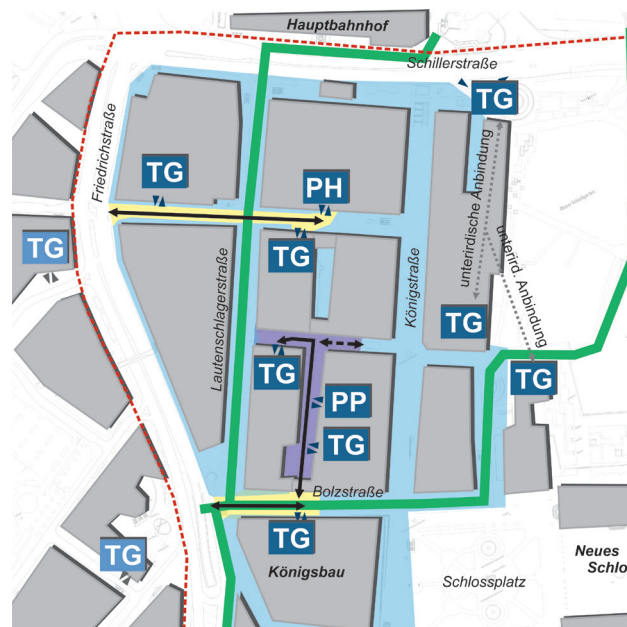 Hauptbahnhof
Schillerstraße
TG
Friedrichstraße
TG
PH
unterirdische Anbindung
unterird. Anbindung
TG
TG
Lautenschlagerstraße
Königstraße
TG
TG
TG
PP
TG
Bolzstraße
TG
TG
Königsbau
Schlossplatz
Neues
Schlo